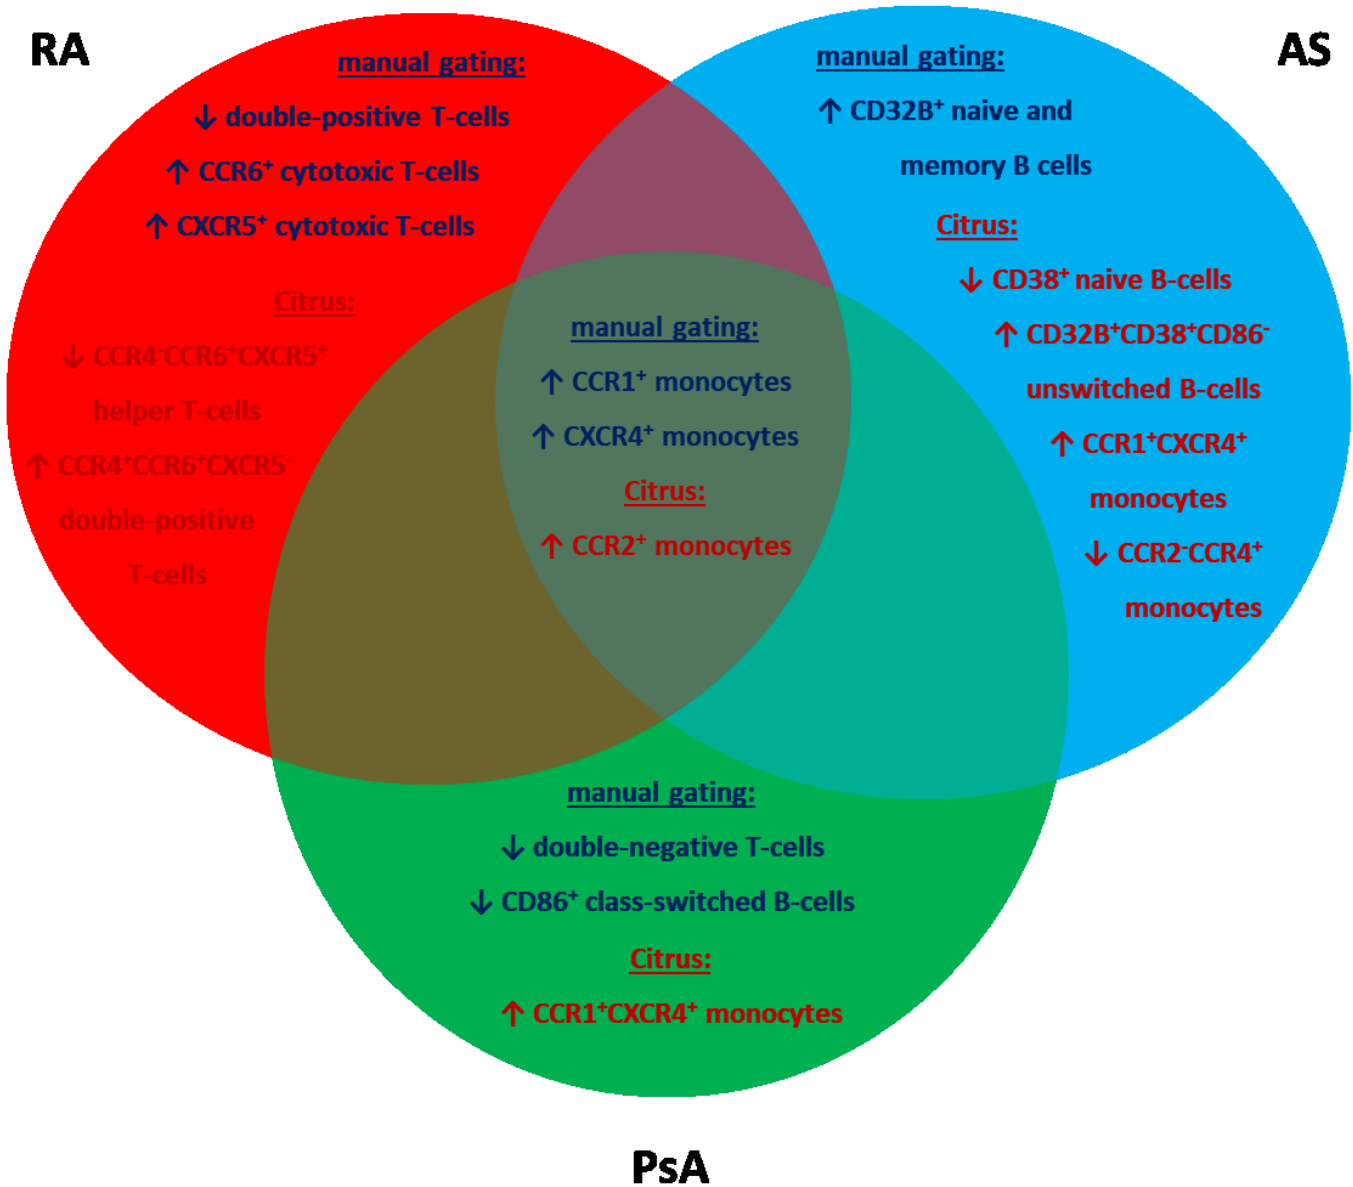 RA
manual gating:
↓ double-positive T-cells
↑ CCR6⁺ cytotoxic T-cells
↑ CXCR5⁺ cytotoxic T-cells
Citrus:
↓ CCR4⁻CCR6⁺CXCR5⁺
helper T-cells
↑ CCR4⁺CCR6⁺CXCR5⁻
double-positive
T-cells
AS
manual gating:
↑ CD32B⁺ naive and
memory B cells
Citrus:
↓ CD38⁺ naive B-cells
↑ CD32B⁺CD38⁺CD86⁻
unswitched B-cells
↑ CCR1⁺CXCR4⁺
monocytes
↓ CCR2⁻CCR4⁺
monocytes
manual gating:
↑ CCR1⁺ monocytes
↑ CXCR4⁺ monocytes
Citrus:
↑ CCR2⁺ monocytes
manual gating:
↓ double-negative T-cells
↓ CD86⁺ class-switched B-cells
Citrus:
↑ CCR1⁺CXCR4⁺ monocytes
PsA